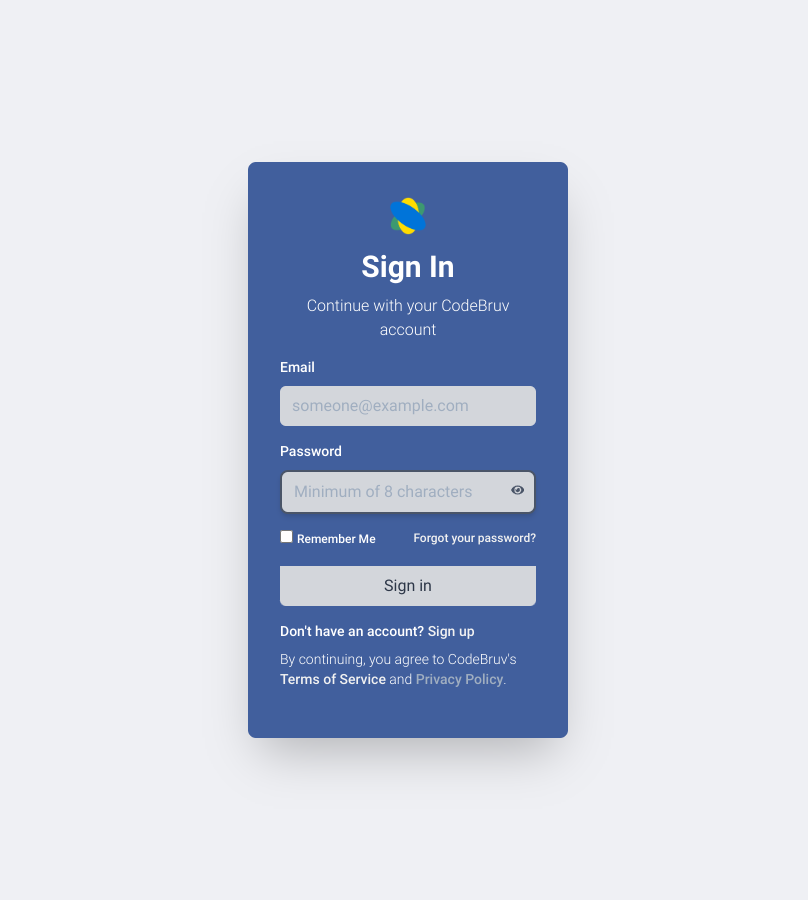 Sign In
Continue with your CodeBruv
account
Email
someone@example.com
Password
Minimum of 8 characters
Remember Me
Forgot your password?
Sign in
Don't have an account? Sign up
By continuing, you agree to CodeBruv's
Terms of Service and Privacy Policy.